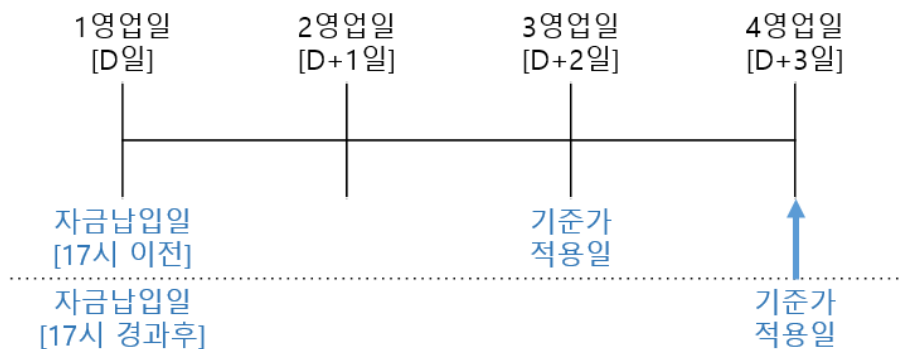 1영업일 2영업일 3영업일 4영업일
[D일] [D+1일] [D+2일] [D+3일]
자금납입일 기준가
[17시 이전] 적용일
자금납입일 기준가
[17시 경과후] 적용일